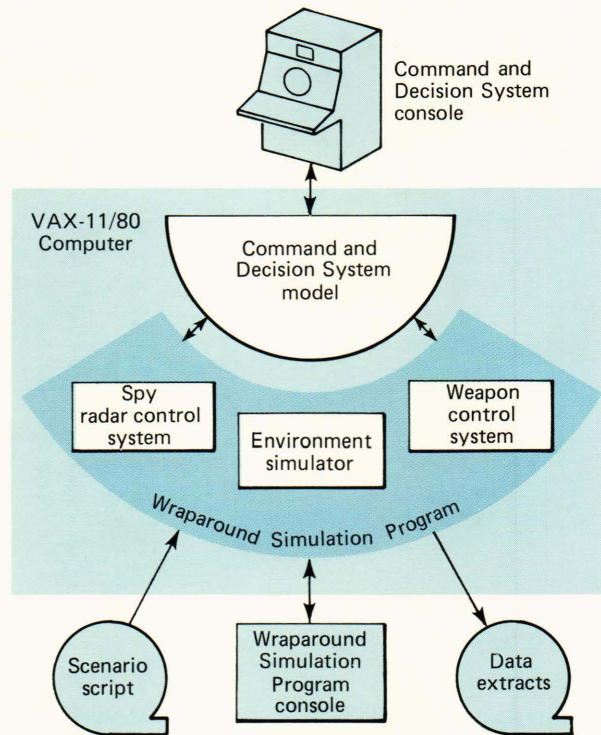 Command and
Decision System
console
VAX-11/80
Computer
Command and
Decision System
model
Spy
radar control
system
Environment
simulator
Weapon
control
system
Wraparound Simulation Program
Scenario
script
Wraparound
Simulation
Program
console
Data
extracts